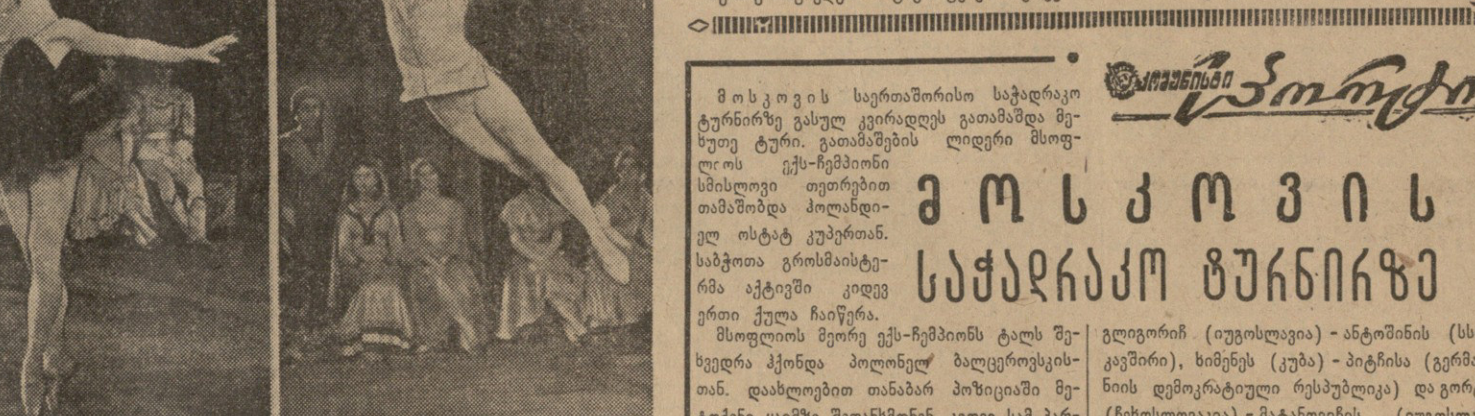 კომუნისტი
სპორტი
მოსკოვის
საჭადრაკო ტურნირზე
მოსკოვის საერთაშორისო საჭადრაკო
ტურნირზე გასულ კვირადღეს გათამაშდა მე-
ხუთე ტური. გათამაშების ლიდერი მსოფ-
ლიოს ექს-ჩემპიონი
სმისლოვი თეთრებით
თამაშობდა ჰოლანდი-
ელ ოსტატ კუპერთან.
საბჭოთა გროსმაისტე-
რმა აქტივში კიდევ
ერთი ქულა ჩაიწერა.
მსოფლიოს მეორე ექს-ჩემპიონს ტალს შე-
ხვედრა ჰქონდა პოლონელ ბალცეროვსკის-
თან. დაახლოებით თანაბარ პოზიციაში მე-
გლიგორიჩ (იუგოსლავია) - ანტოშინის (სს
კავშირი), ხიმენეს (კუბა) - პიტჩისა (გერმა
ნიის დემოკრატიული რესპუბლიკა) და გორ